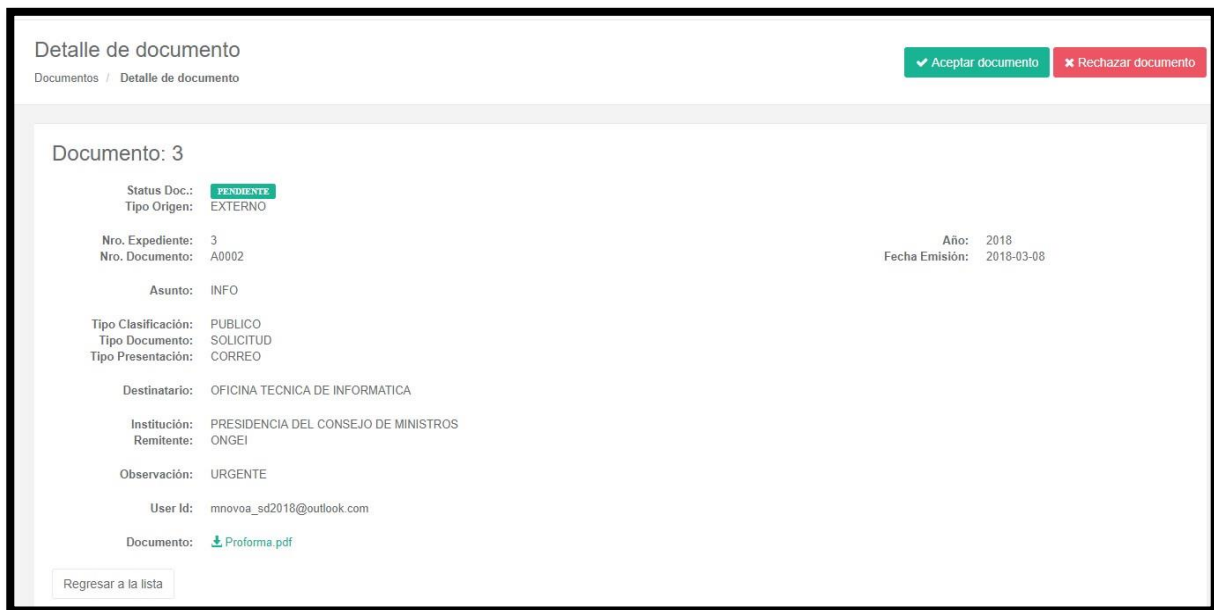 Detalle de documento
Documentos / Detalle de documento
Aceptar documento
Rechazar documento
Documento: 3
Status Doc.: PENDIENTE
Tipo Origen: EXTERNO
Nro. Expediente: 3
Año: 2018
Nro. Documento: A0002
Fecha Emisión: 2018-03-08
Asunto: INFO
Tipo Clasificación: PUBLICO
Tipo Documento: SOLICITUD
Tipo Presentación: CORREO
Destinatario: OFICINA TECNICA DE INFORMATICA
Institución: PRESIDENCIA DEL CONSEJO DE MINISTROS
Remitente: ONGEI
Observación: URGENTE
User Id: mnovoa_sd2018@outlook.com
Documento: Proforma.pdf
Regresar a la lista